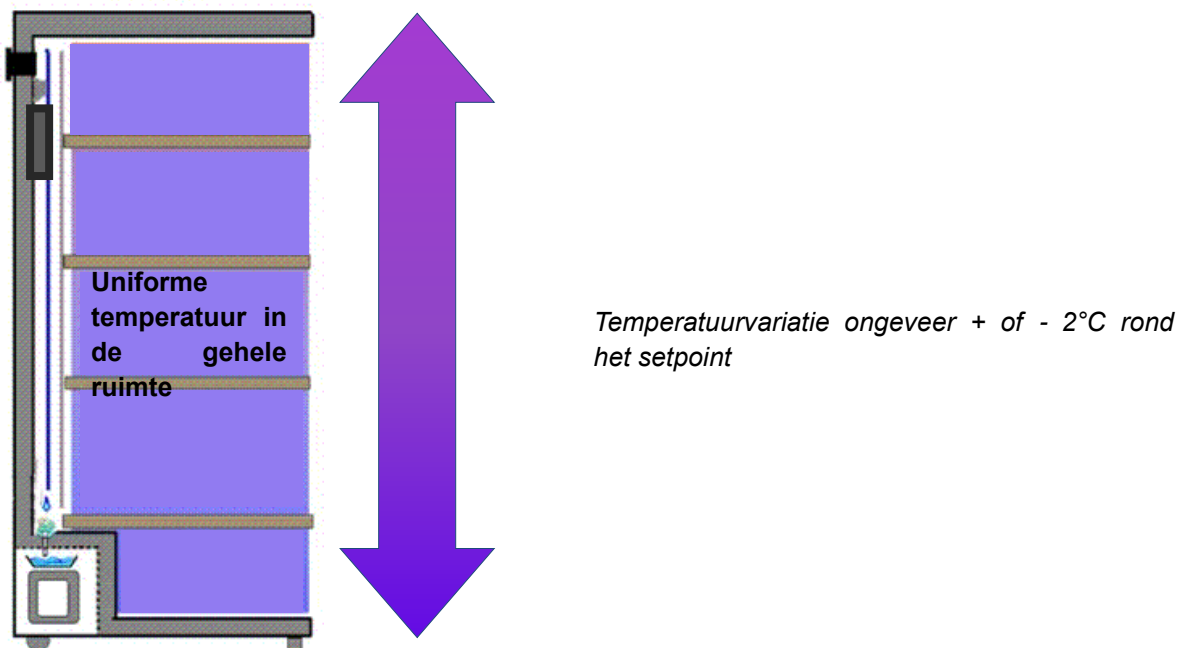 Uniforme
temperatuur in
de gehele
ruimte
Temperatuurvariatie ongeveer + of - 2°C rond
het setpoint